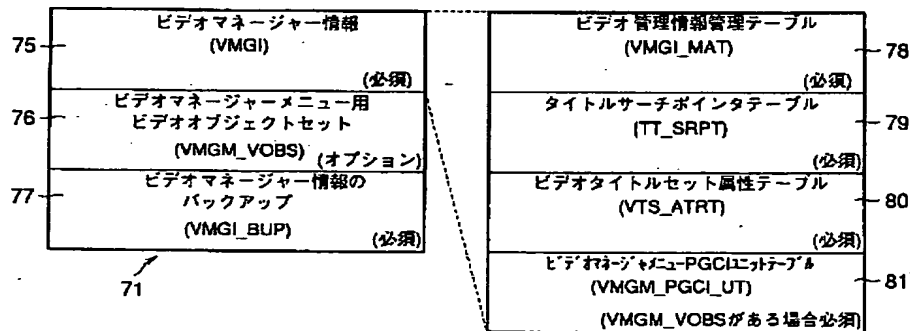 75
ビデオマネージャー情報
(VMGI)
(必須)
76
ビデオマネージャーメニュー用
ビデオオブジェクトセット
(VMGM_VOBS)
(オプション)
77
ビデオマネージャー情報の
バックアップ
(VMGI_BUP)
(必須)
71
ビデオ管理情報管理テーブル
(VMGI_MAT)
(必須)
78
タイトルサーチポインタテーブル
(TT_SRPT)
(必須)
79
ビデオタイトルセット属性テーブル
(VTS_ATRT)
(必須)
80
ビデオマネージャメニューPGCIユニットテーブル
(VMGM_PGCI_UT)
(VMGM_VOBSがある場合必須)
81